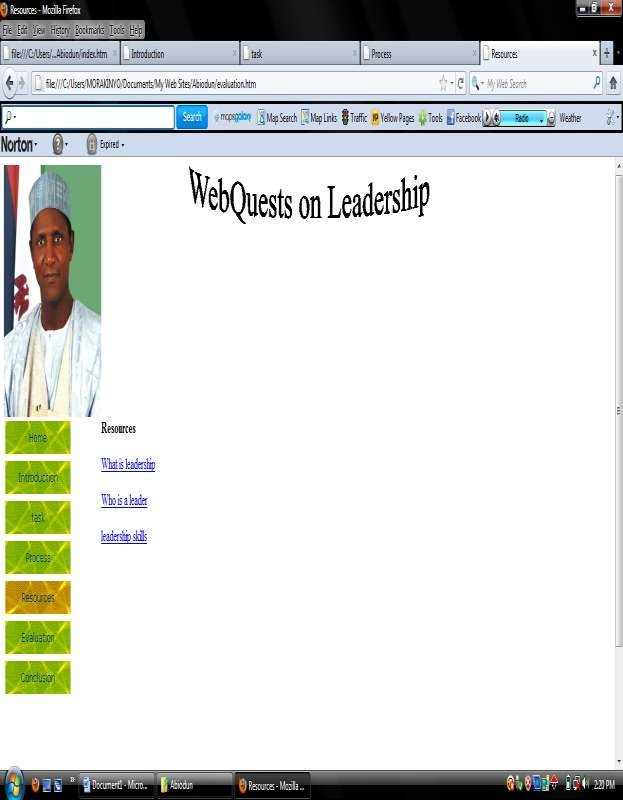 Resources - Mozilla Firefox
File Edit View History Bookmarks Tools Help
file:///C:/Users/...Abiodun/index.htm Introduction task Process Resources
file:///C:/Users/MORAKINYO/Documents/My Web Sites/Abiodun/evaluation.htm My Web Search
Search mapsgalaxy Map Search Map Links Traffic Yellow Pages Tools Facebook Radio Weather
Norton Expired
WebQuests on Leadership
Home
Introduction
task
Process
Resources
Evaluation
Conclusion
Resources
What is leadership
Who is a leader
leadership skills
Document1 - Micro... Abiodun Resources - Mozilla ... 2:20 PM